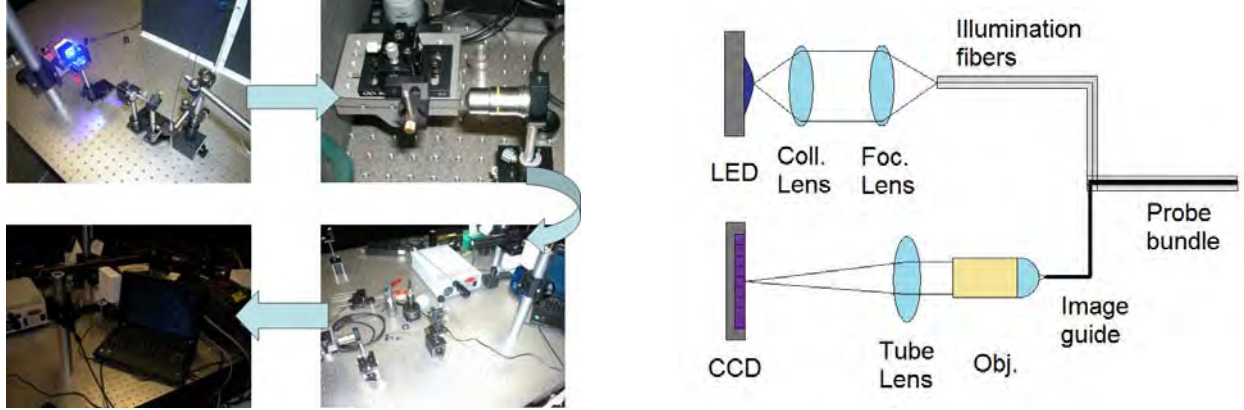 Illumination
fibers
LED
Coll.
Lens
Foc.
Lens
Probe
bundle
CCD
Tube
Lens
Obj.
Image
guide